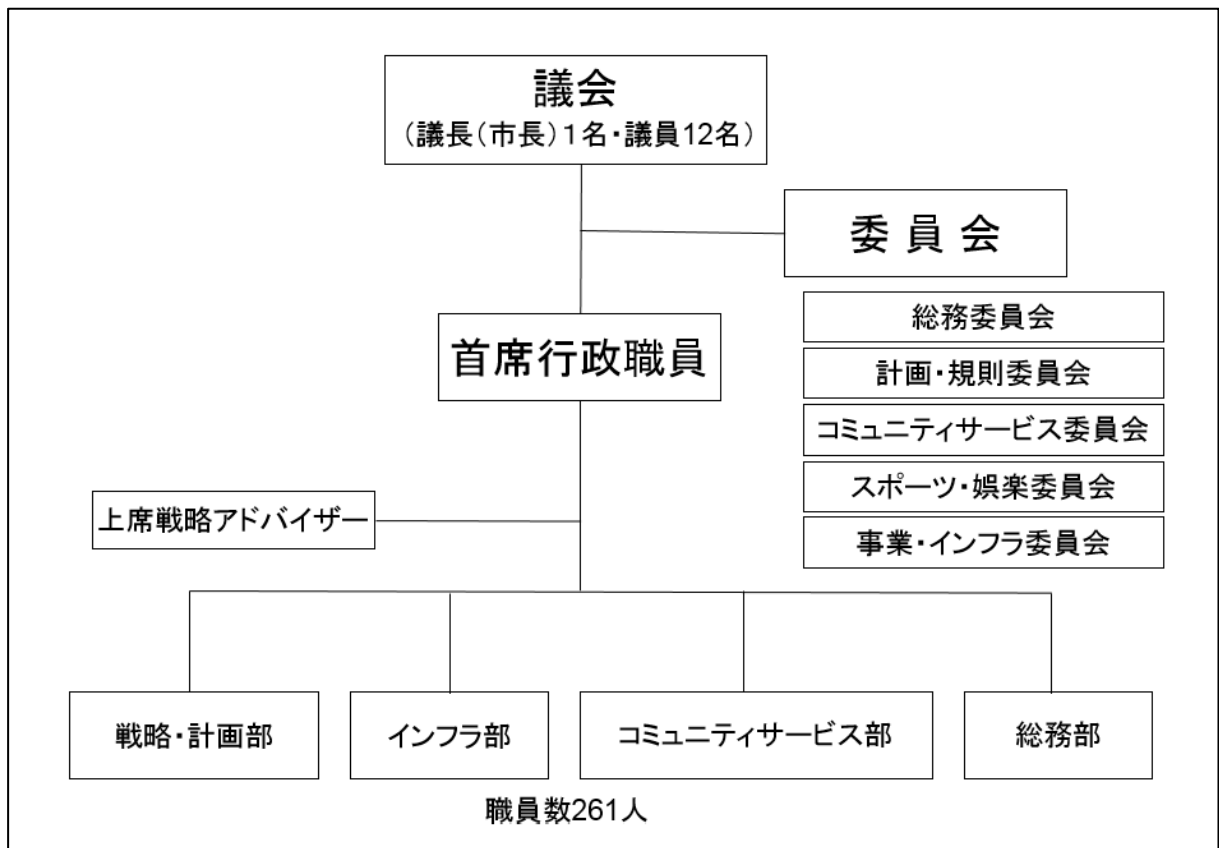 議会
（議長（市長）１名・議員12名）
委員会
首席行政職員
総務委員会
計画・規則委員会
コミュニティサービス委員会
スポーツ・娯楽委員会
事業・インフラ委員会
上席戦略アドバイザー
戦略・計画部
インフラ部
コミュニティサービス部
総務部
職員数261人